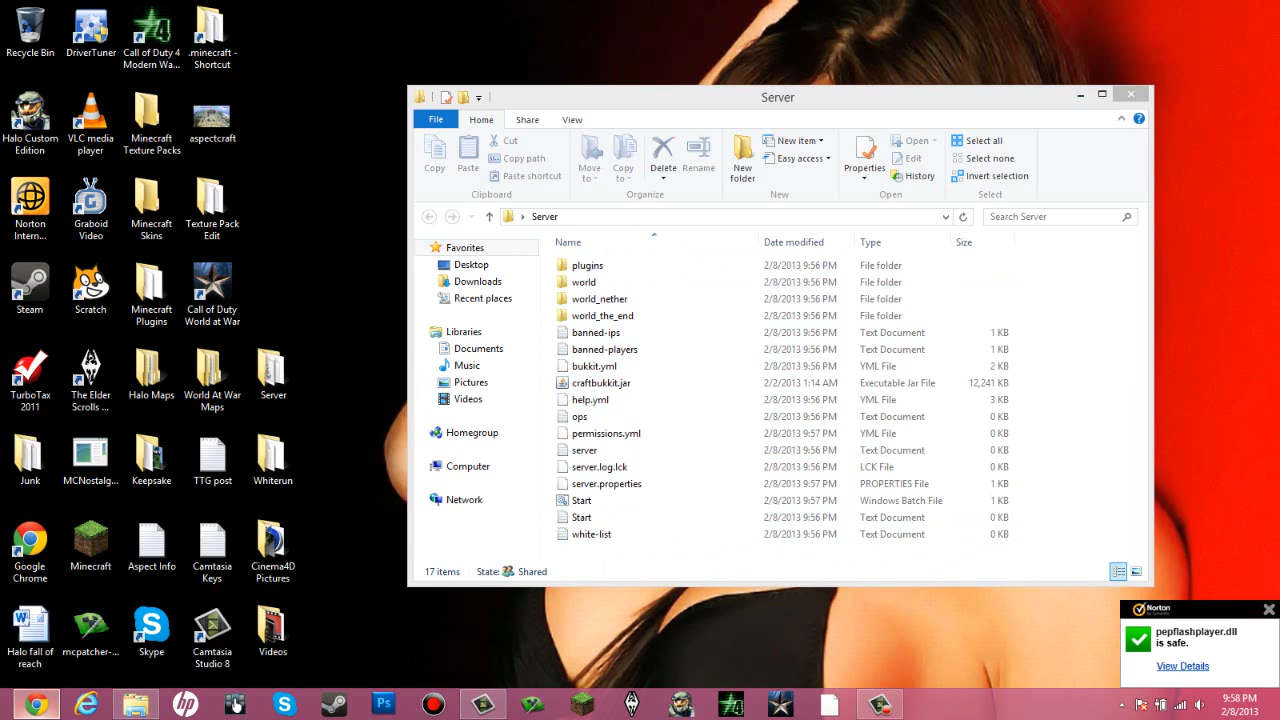 Recycle Bin
DriverTuner
Call of Duty 4
Modern Wa...
.minecraft -
Shortcut
Halo Custom
Edition
VLC media
player
Minecraft
Texture Packs
aspectcraft
Norton
Intern...
Graboid
Video
Minecraft
Skins
Texture Pack
Edit
Steam
Scratch
Minecraft
Plugins
Call of Duty
World at War
TurboTax
2011
The Elder
Scrolls ...
Halo Maps
World At War
Maps
Server
Junk
MCNostalg...
Keepsake
TTG post
Whiterun
Google
Chrome
Minecraft
Aspect Info
Camtasia
Keys
Cinema4D
Pictures
Halo fall of
reach
mcpatcher-...
Skype
Camtasia
Studio 8
Videos
Server
File Home Share View
Copy
Paste
Cut
Copy path
Paste shortcut
Clipboard
Move
to
Copy
to
Delete
Rename
Organize
New
folder
New item
Easy access
New
Properties
Open
Edit
History
Open
Select all
Select none
Invert selection
Select
Server
Search Server
Favorites
Desktop
Downloads
Recent places
Libraries
Documents
Music
Pictures
Videos
Homegroup
Computer
Network
Name Date modified Type Size
plugins 2/8/2013 9:56 PM File folder
world 2/8/2013 9:56 PM File folder
world_nether 2/8/2013 9:56 PM File folder
world_the_end 2/8/2013 9:56 PM File folder
banned-ips 2/8/2013 9:56 PM Text Document 1 KB
banned-players 2/8/2013 9:56 PM Text Document 1 KB
bukkit.yml 2/8/2013 9:56 PM YML File 2 KB
craftbukkit.jar 2/2/2013 1:14 AM Executable Jar File 12,241 KB
help.yml 2/8/2013 9:56 PM YML File 3 KB
ops 2/8/2013 9:56 PM Text Document 0 KB
permissions.yml 2/8/2013 9:57 PM YML File 0 KB
server 2/8/2013 9:57 PM Text Document 0 KB
server.log.lck 2/8/2013 9:57 PM LCK File 0 KB
server.properties 2/8/2013 9:57 PM PROPERTIES File 1 KB
Start 2/8/2013 9:57 PM Windows Batch File 1 KB
Start 2/8/2013 9:56 PM Text Document 0 KB
white-list 2/8/2013 9:56 PM Text Document 0 KB
17 items State: Shared
Norton
by Symantec
pepflashplayer.dll
is safe.
View Details
hp
Ps
9:58 PM
2/8/2013